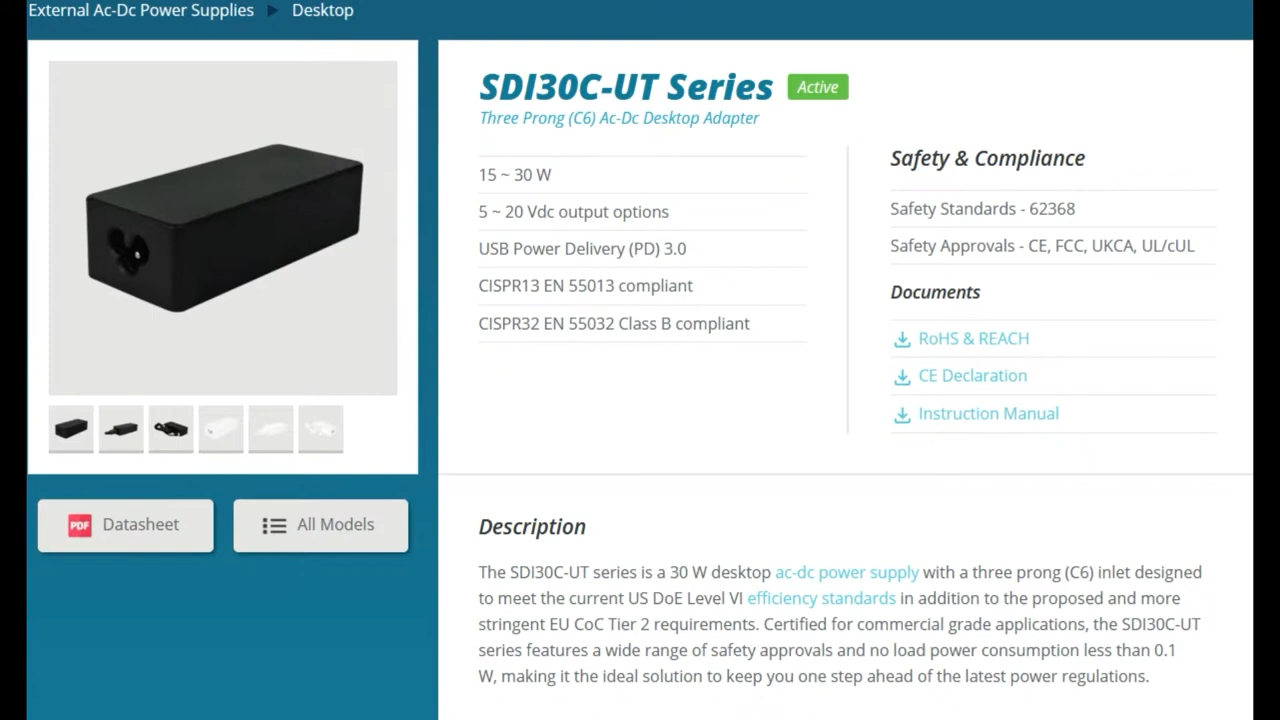 External Ac-Dc Power Supplies
Desktop
SDI30C-UT Series
Active
Three Prong (C6) Ac-Dc Desktop Adapter
15 ~ 30 W
5 ~ 20 Vdc output options
USB Power Delivery (PD) 3.0
CISPR13 EN 55013 compliant
CISPR32 EN 55032 Class B compliant
Safety & Compliance
Safety Standards - 62368
Safety Approvals - CE, FCC, UKCA, UL/cUL
Documents
RoHS & REACH
CE Declaration
Instruction Manual
PDF Datasheet
All Models
Description
The SDI30C-UT series is a 30 W desktop ac-dc power supply with a three prong (C6) inlet designed
to meet the current US DoE Level VI efficiency standards in addition to the proposed and more
stringent EU CoC Tier 2 requirements. Certified for commercial grade applications, the SDI30C-UT
series features a wide range of safety approvals and no load power consumption less than 0.1
W, making it the ideal solution to keep you one step ahead of the latest power regulations.